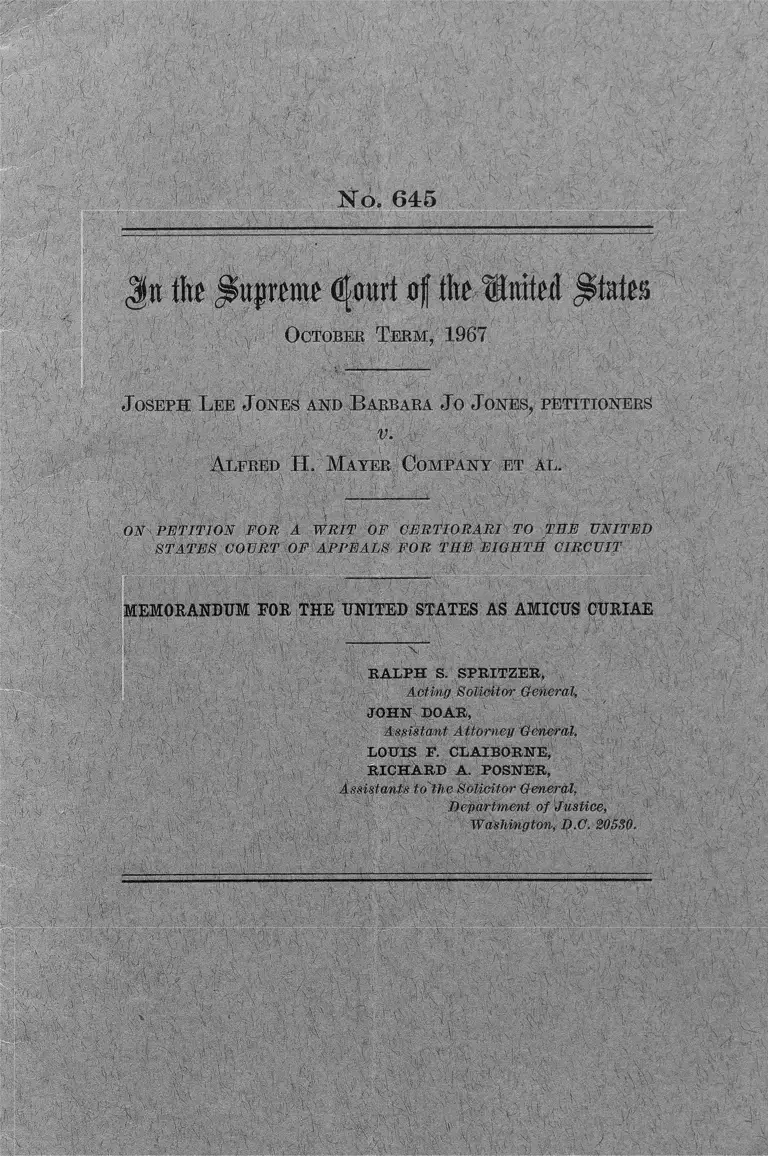 No. 645
In the Supreme Court of the United States
OCTOBER TERM, 1967
JOSEPH LEE JONES AND BARBARA JO JONES, PETITIONERS
v.
ALFRED H. MAYER COMPANY ET AL.
ON PETITION FOR A WRIT OF CERTIORARI TO THE UNITED
STATES COURT OF APPEALS FOR THE EIGHTH CIRCUIT
MEMORANDUM FOR THE UNITED STATES AS AMICUS CURIAE
RALPH S. SPRITZER,
Acting Solicitor General,
JOHN DOAR,
Assistant Attorney General,
LOUIS F. CLAIBORNE,
RICHARD A. POSNER,
Assistants to the Solicitor General,
Department of Justice,
Washington, D.C. 20530.